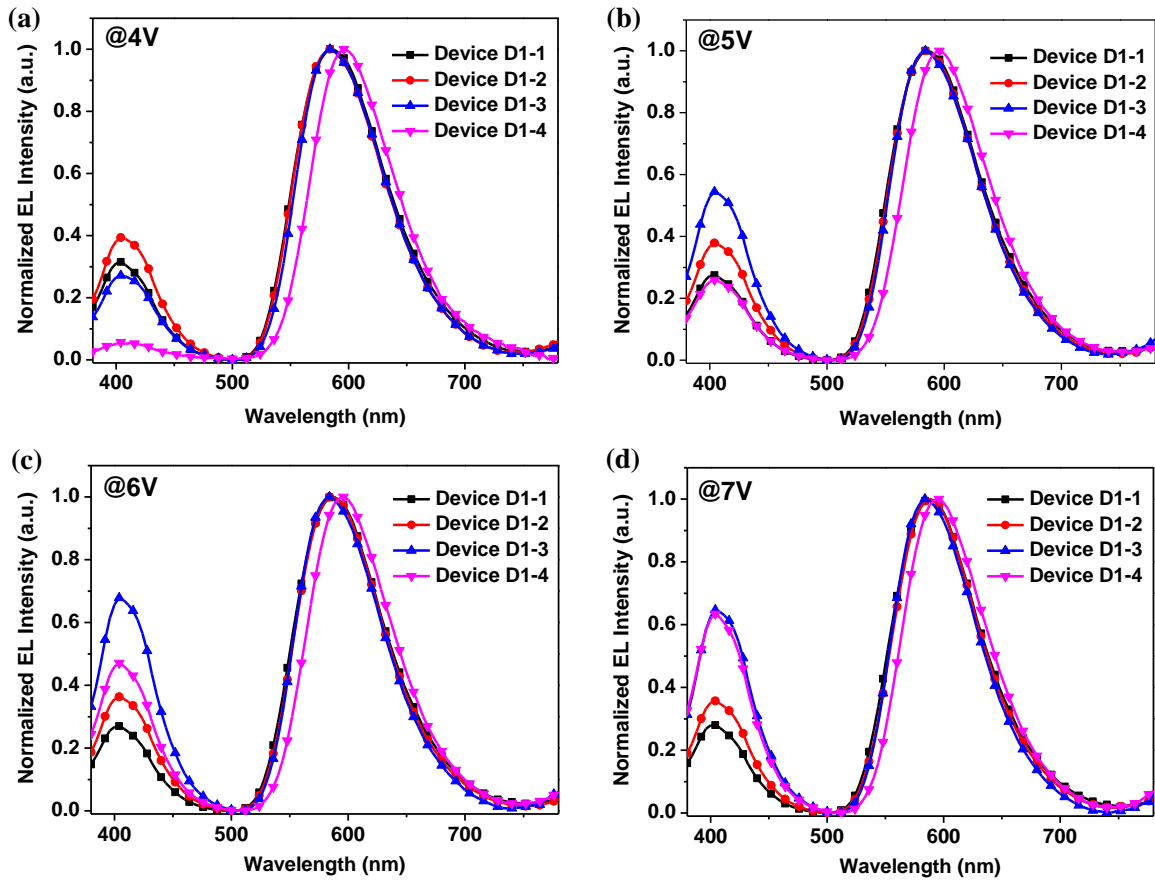 (a)
@4V
Device D1-1
Device D1-2
Device D1-3
Device D1-4
Normalized EL Intensity (a.u.)
1.0
0.8
0.6
0.4
0.2
0.0
400 500 600 700
Wavelength (nm)
(b)
@5V
Device D1-1
Device D1-2
Device D1-3
Device D1-4
Normalized EL Intensity (a.u.)
1.0
0.8
0.6
0.4
0.2
0.0
400 500 600 700
Wavelength (nm)
(c)
@6V
Device D1-1
Device D1-2
Device D1-3
Device D1-4
Normalized EL Intensity (a.u.)
1.0
0.8
0.6
0.4
0.2
0.0
400 500 600 700
Wavelength (nm)
(d)
@7V
Device D1-1
Device D1-2
Device D1-3
Device D1-4
Normalized EL Intensity (a.u.)
1.0
0.8
0.6
0.4
0.2
0.0
400 500 600 700
Wavelength (nm)